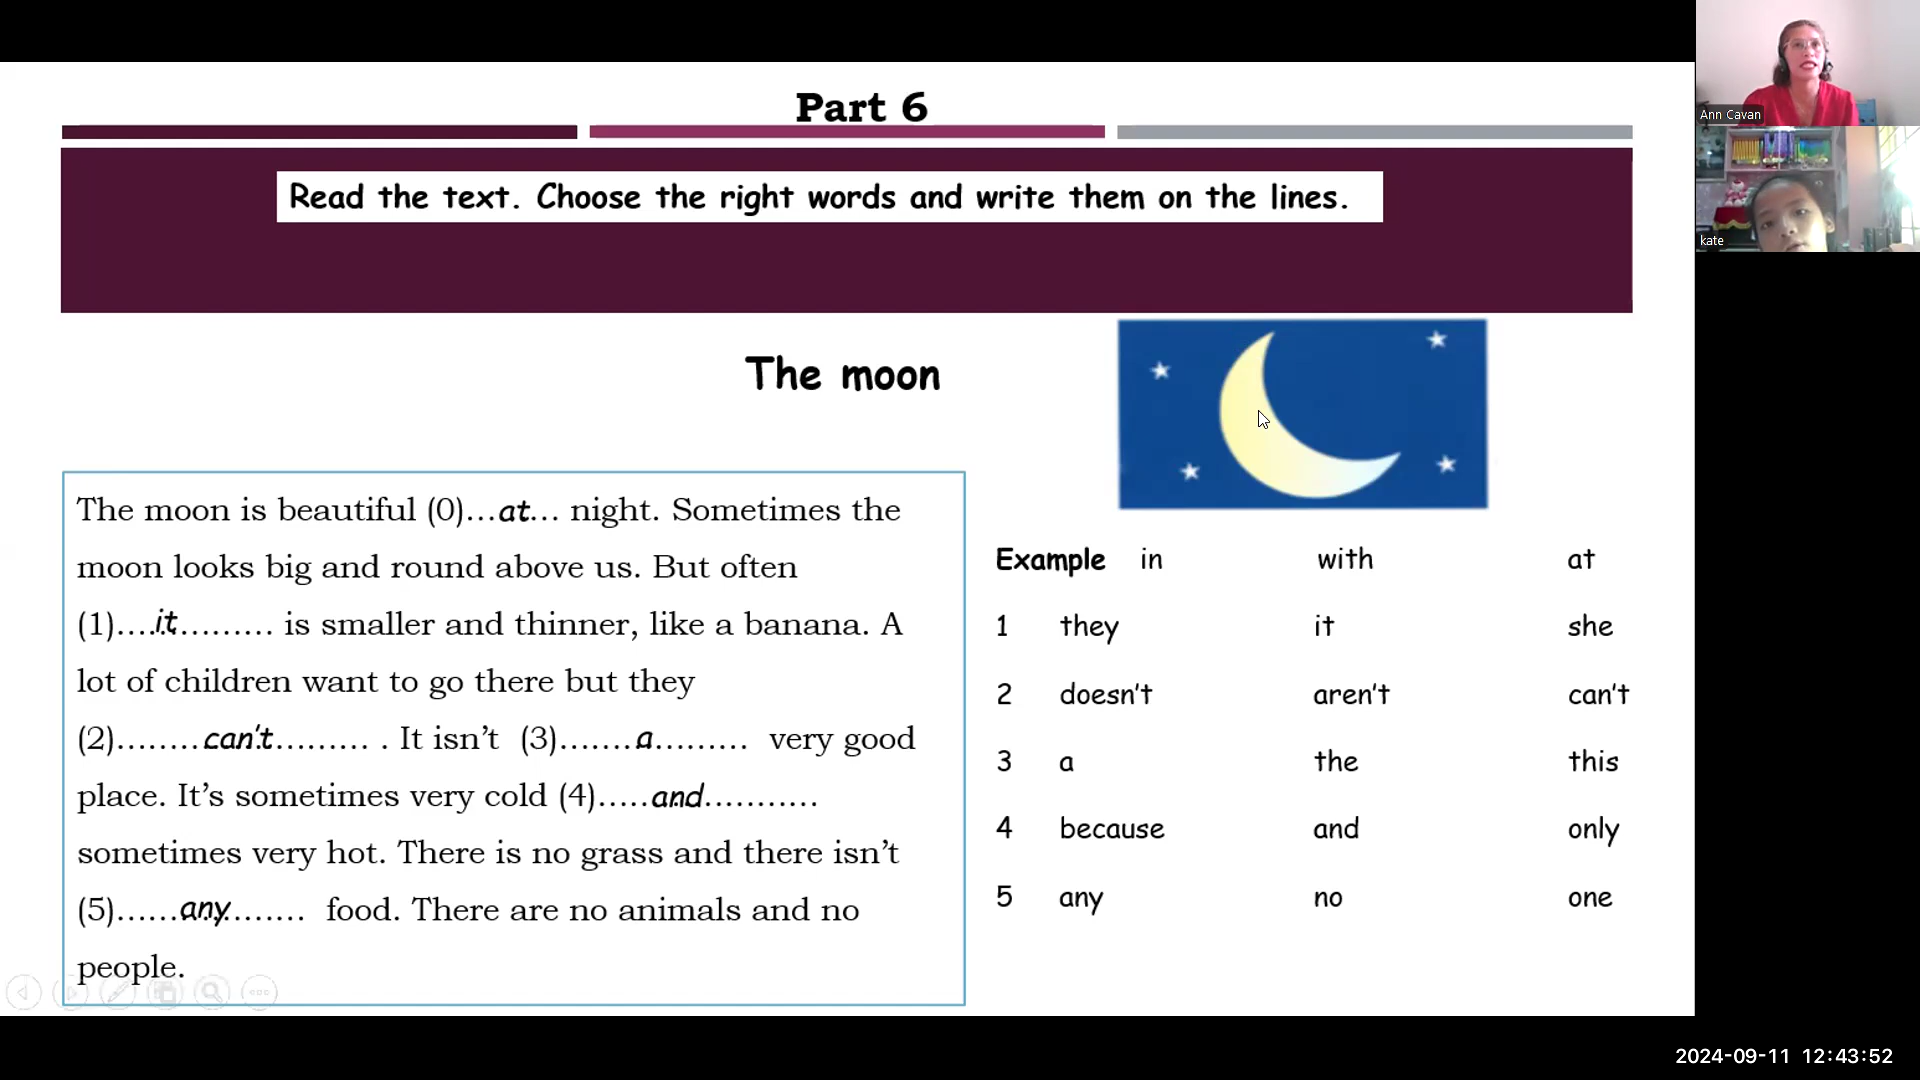 Part 6
Read the text. Choose the right words and write them on the lines.
The moon
The moon is beautiful (0)...at... night. Sometimes the
moon looks big and round above us. But often
(1)....it......... is smaller and thinner, like a banana. A
lot of children want to go there but they
(2)........can't......... . It isn't (3).......a......... very good
place. It's sometimes very cold (4).....and...........
sometimes very hot. There is no grass and there isn't
(5)......any....... food. There are no animals and no
people.
Example in with at
1 they it she
2 doesn't aren't can't
3 a the this
4 because and only
5 any no one
Ann Cavan
kate
2024-09-11 12:43:52